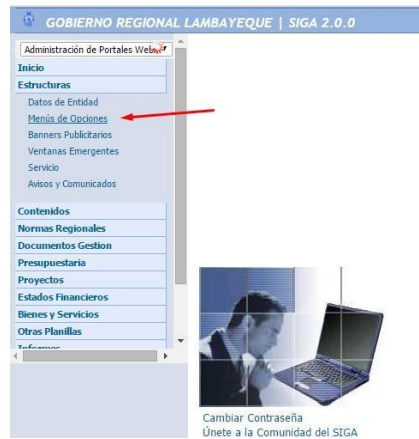 GOBIERNO REGIONAL LAMBAYEQUE | SIGA 2.0.0
Administración de Portales Web
Inicio
Estructuras
Datos de Entidad
Menús de Opciones
Banners Publicitarios
Ventanas Emergentes
Servicio
Avisos y Comunicados
Contenidos
Normas Regionales
Documentos Gestion
Presupuestaria
Proyectos
Estados Financieros
Bienes y Servicios
Otras Planillas
Informes
Cambiar Contraseña
Únete a la Comunidad del SIGA